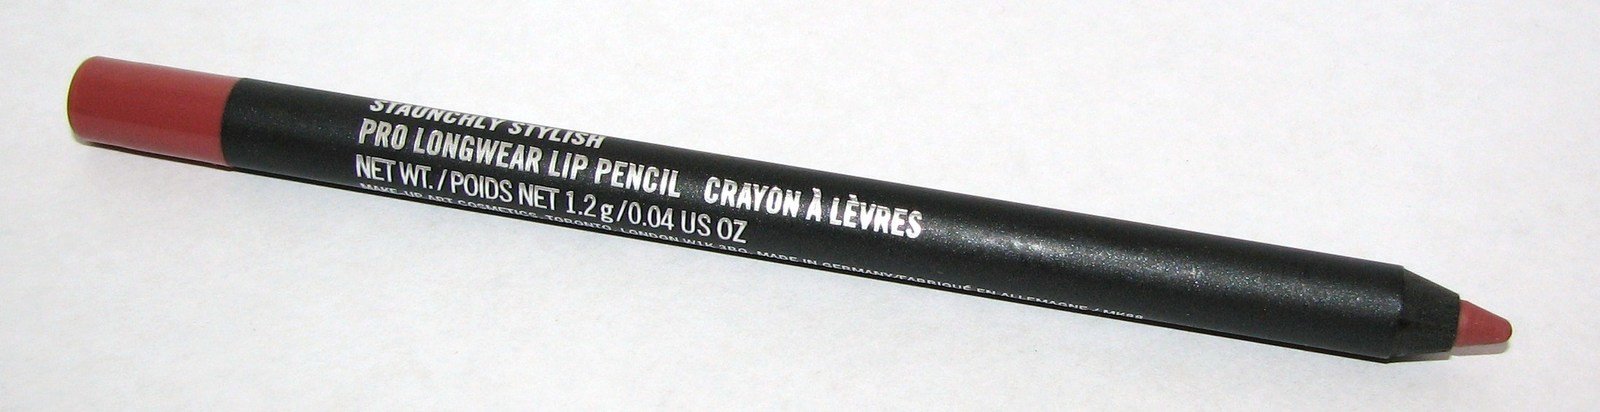 STAUNCHLY STYLISH
PRO LONGWEAR LIP PENCIL CRAYON À LÈVRES
NET WT. / POIDS NET 1.2 g/0.04 US OZ
MAKE-UP ART COSMETICS, TORONTO, LONDON W1K 3BQ MADE IN GERMANY/FABRIQUÉ EN ALLEMAGNE /